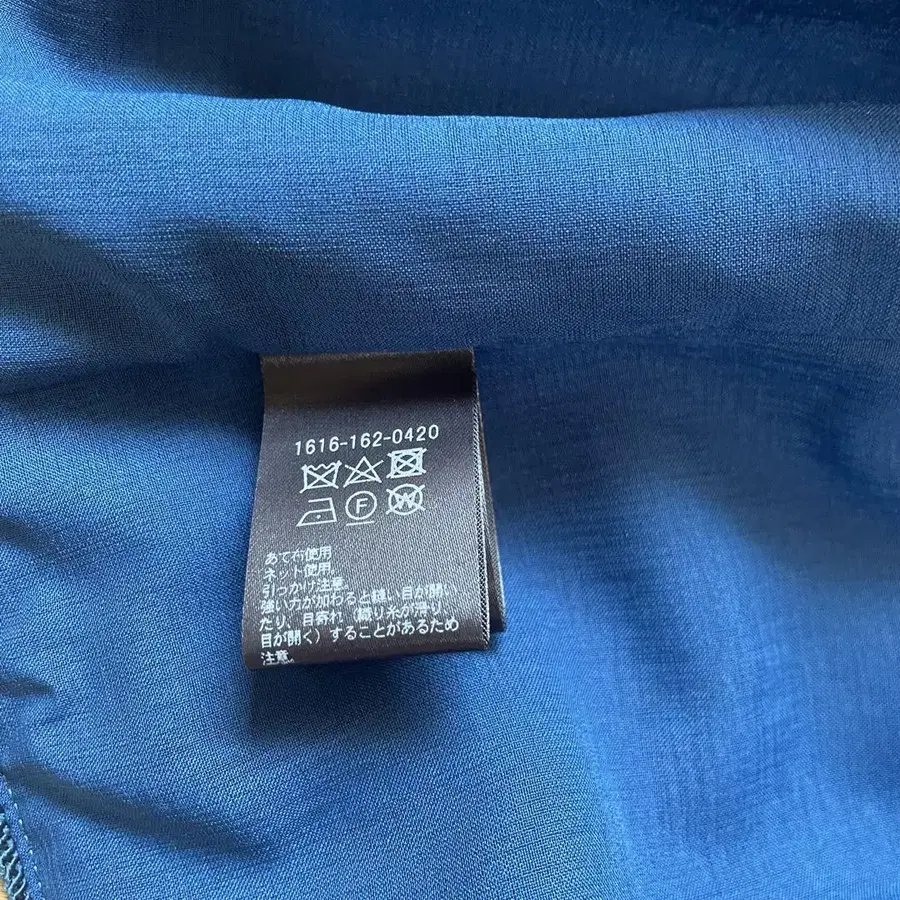 1616-162-0420
F W
あて布使用
ネット使用
引っかけ注意
強い力が加わると縫い目が開い
たり、目寄れ(織り糸が滑り、
目が開く)することがあるため
注意。